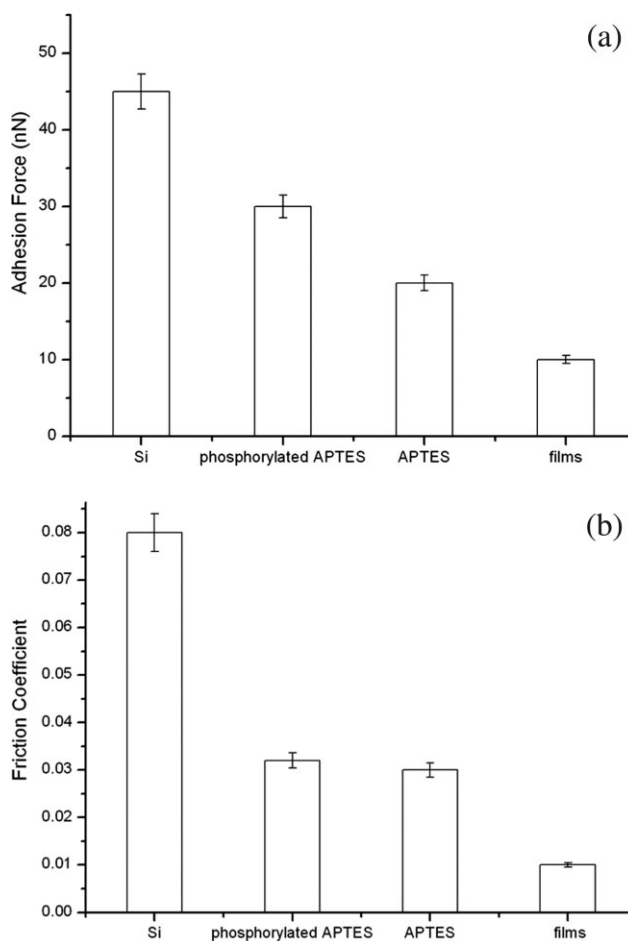 (a)
Adhesion Force (nN)
50
40
30
20
10
0
Si phosphorylated APTES APTES films
(b)
Friction Coefficient
0.08
0.07
0.06
0.05
0.04
0.03
0.02
0.01
0.00
Si phosphorylated APTES APTES films